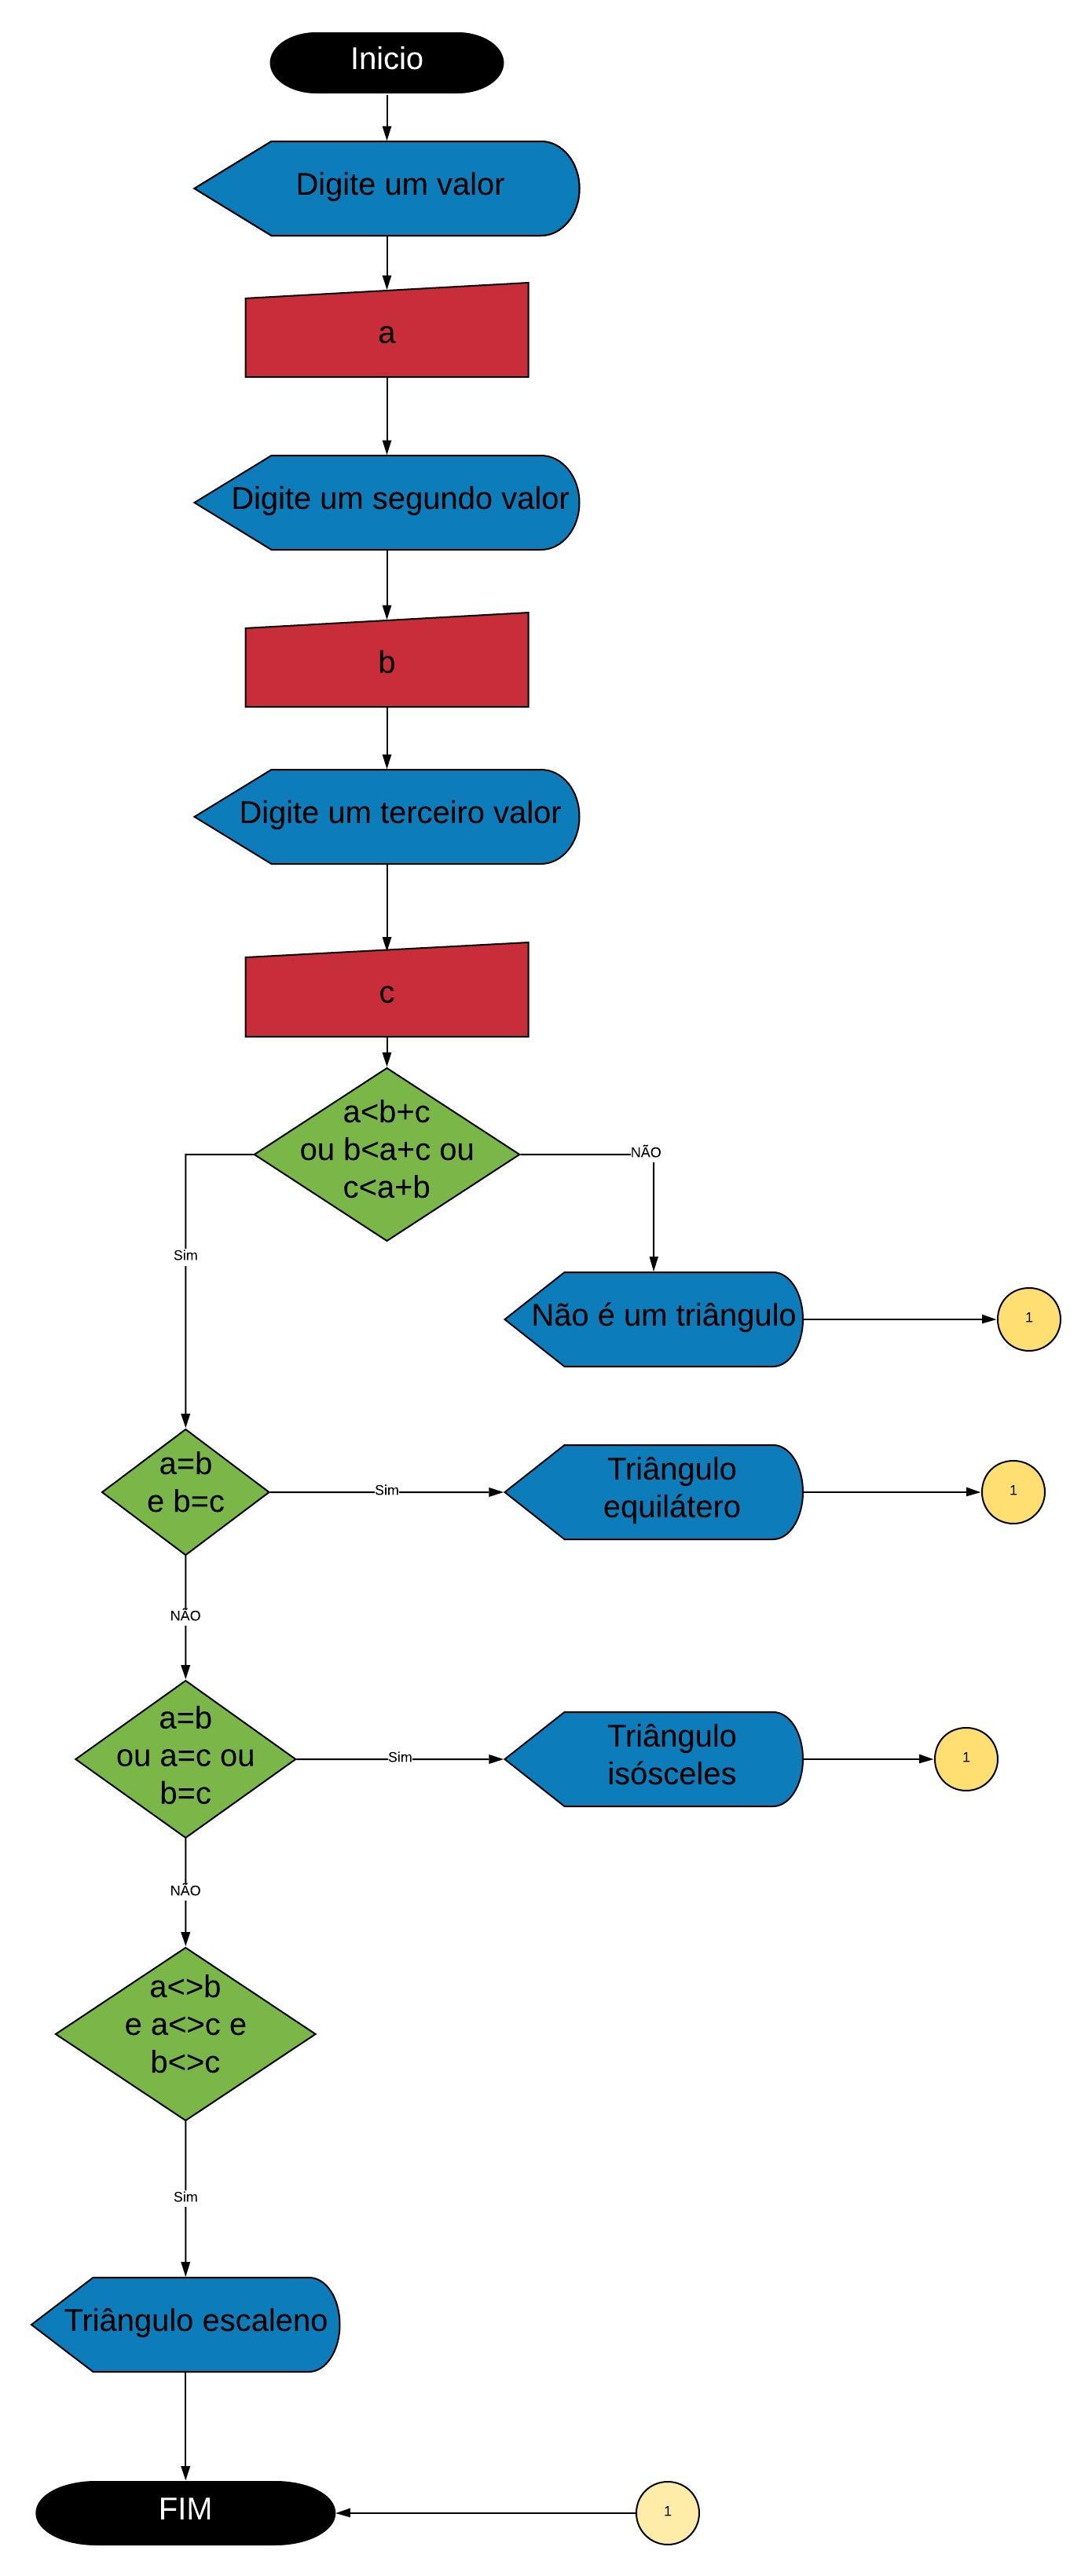 Inicio
Digite um valor
a
Digite um segundo valor
b
Digite um terceiro valor
c
a<b+c
ou b<a+c ou
c<a+b
NÃO
Sim
Não é um triângulo
1
a=b
e b=c
Sim
Triângulo
equilátero
1
NÃO
a=b
ou a=c ou
b=c
Sim
Triângulo
isósceles
1
NÃO
a<>b
e a<>c e
b<>c
Sim
Triângulo escaleno
FIM
1